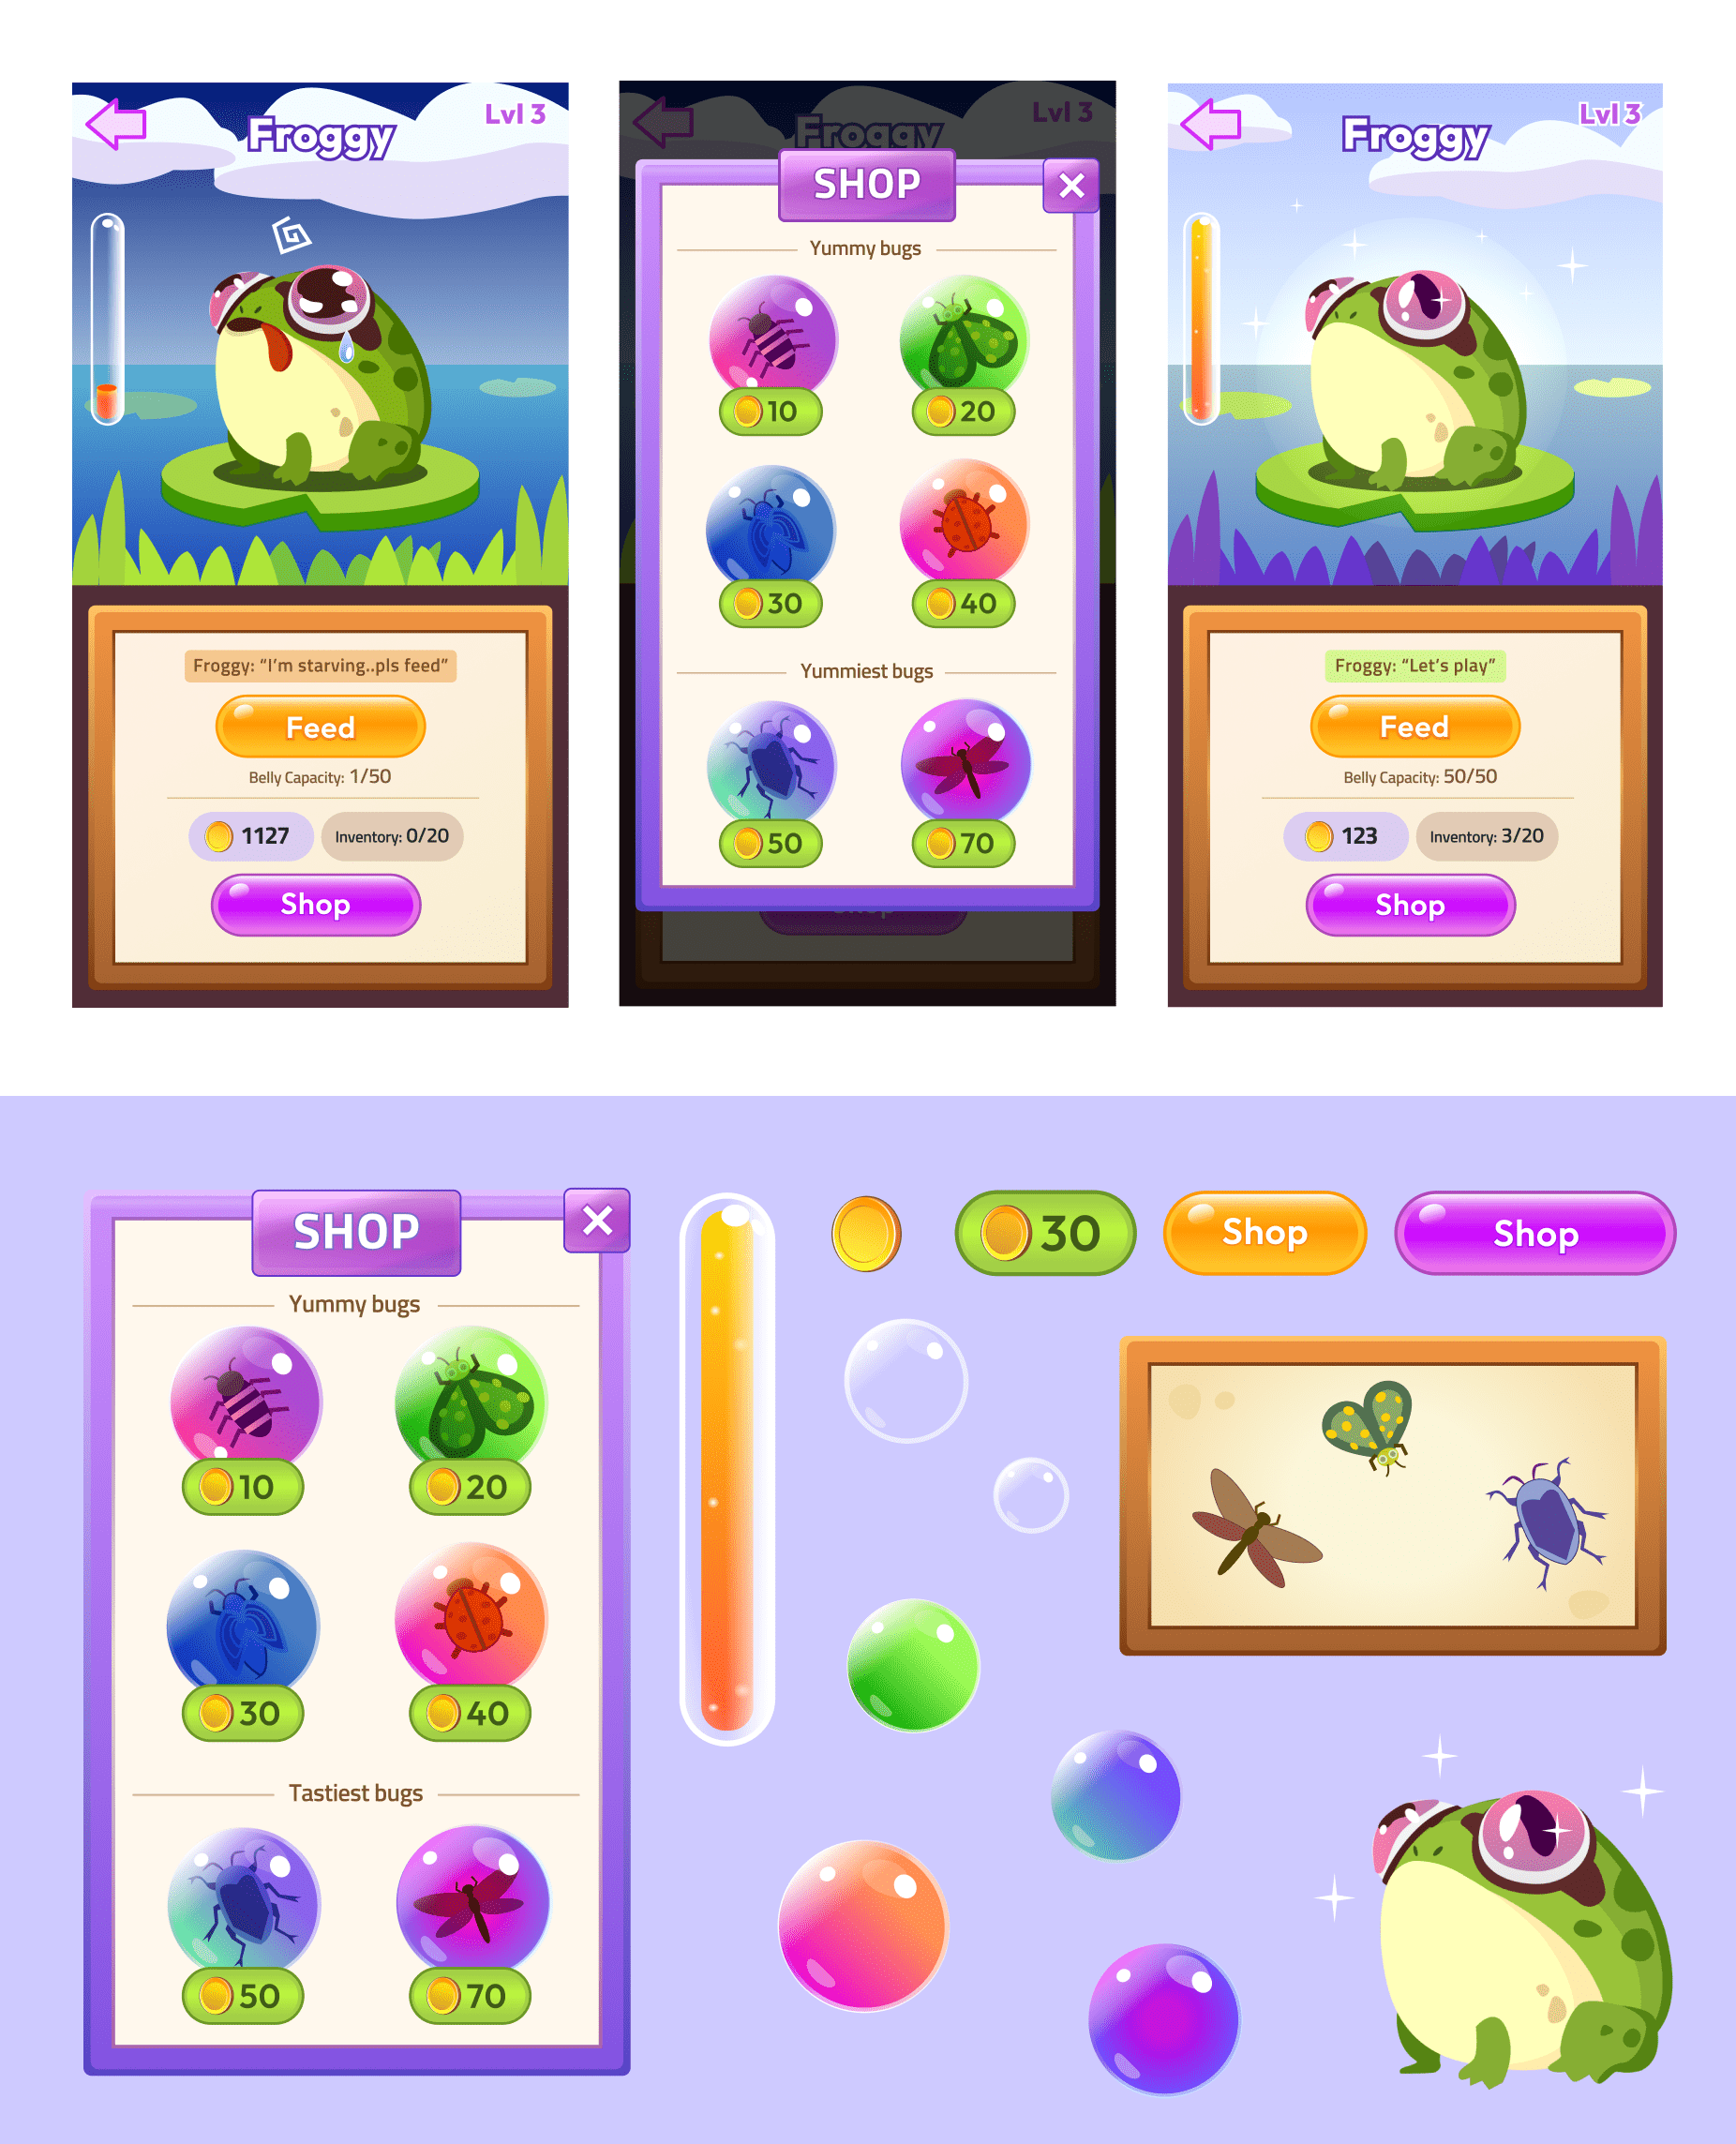 Froggy
Lvl 3
Froggy: “I’m starving..pls feed”
Feed
Belly Capacity: 1/50
1127
Inventory: 0/20
Shop
Froggy
Lvl 3
SHOP
Yummy bugs
10
20
30
40
Yummiest bugs
50
70
Shop
Froggy
Lvl 3
Froggy: “Let’s play”
Feed
Belly Capacity: 50/50
123
Inventory: 3/20
Shop
SHOP
Yummy bugs
10
20
30
40
Tastiest bugs
50
70
30
Shop
Shop